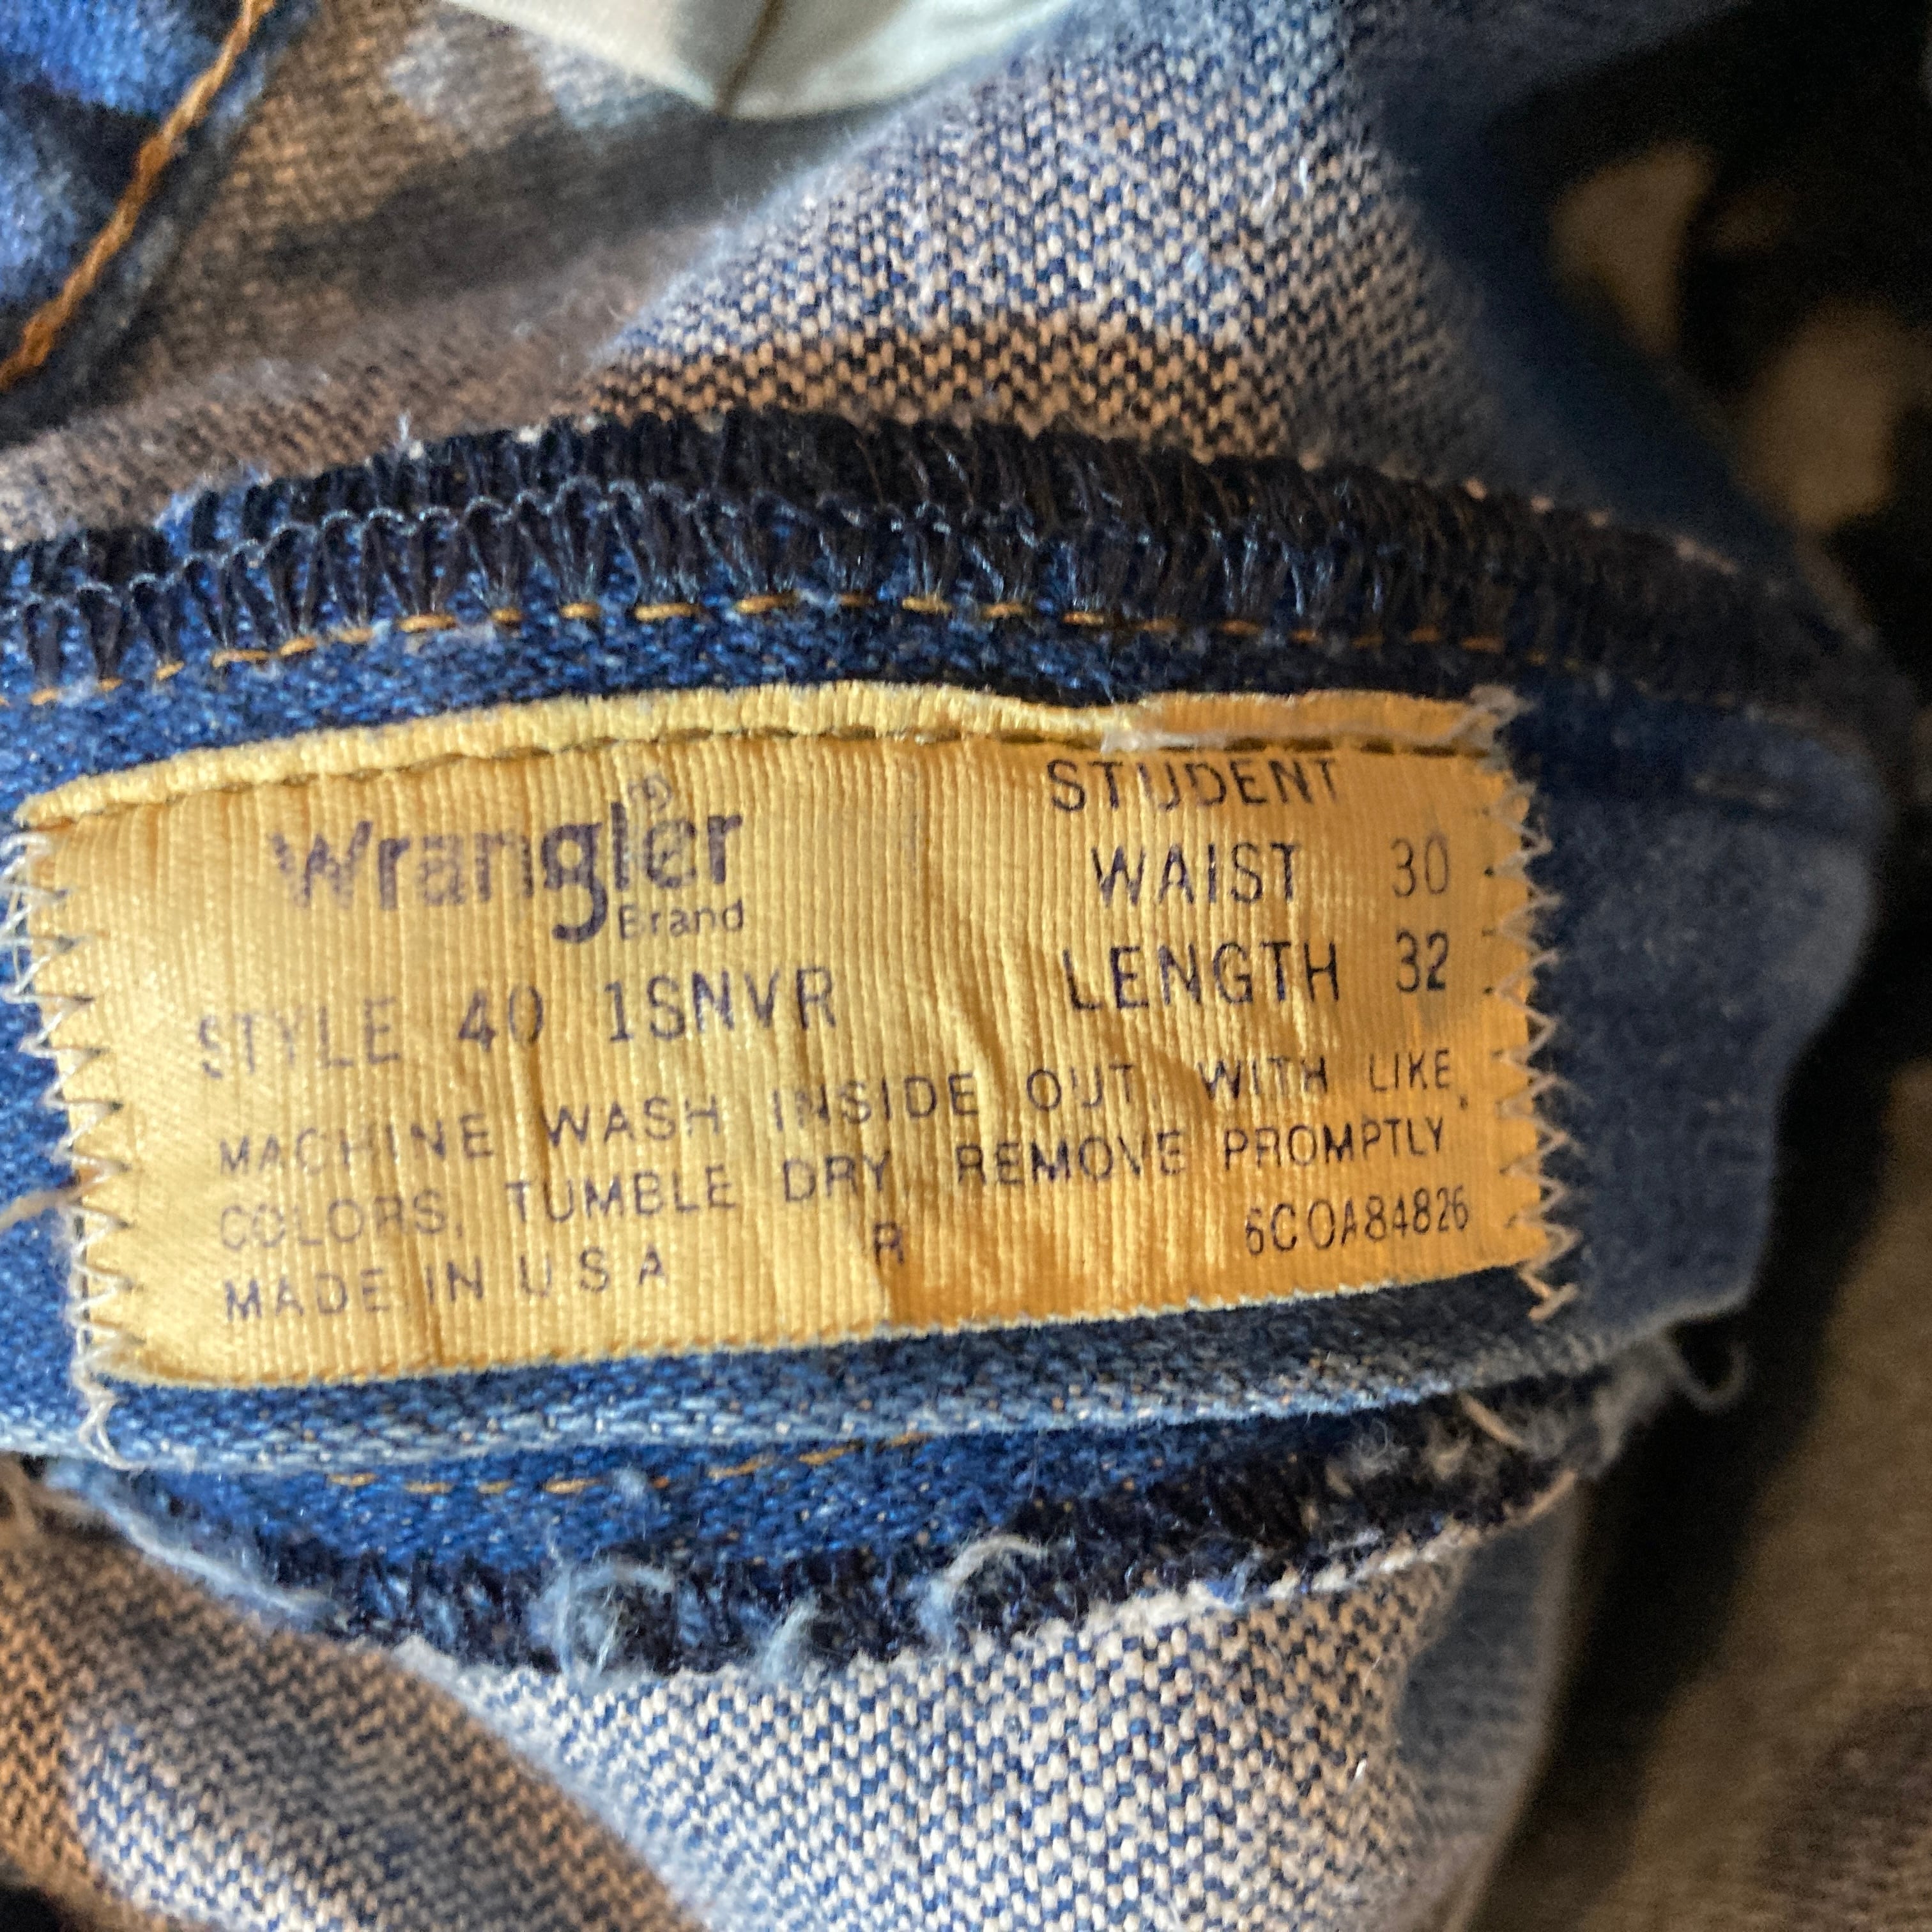 Wrangler®
Brand
STYLE 40 1SNVR
STUDENT
WAIST 30
LENGTH 32
MACHINE WASH INSIDE OUT, WITH LIKE
COLORS, TUMBLE DRY, REMOVE PROMPTLY.
MADE IN USA R 6COA84826